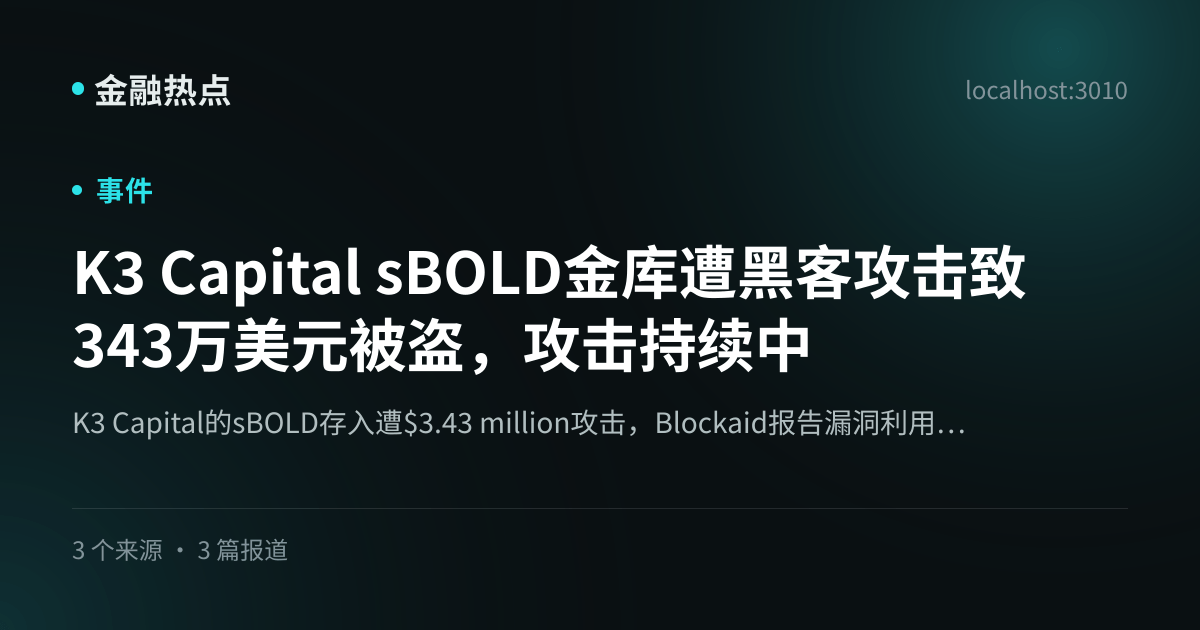 金融热点
localhost:3010
事件
K3 Capital sBOLD金库遭黑客攻击致
343万美元被盗，攻击持续中
K3 Capital的sBOLD存入遭$3.43 million攻击，Blockaid报告漏洞利用…
3 个来源 · 3 篇报道